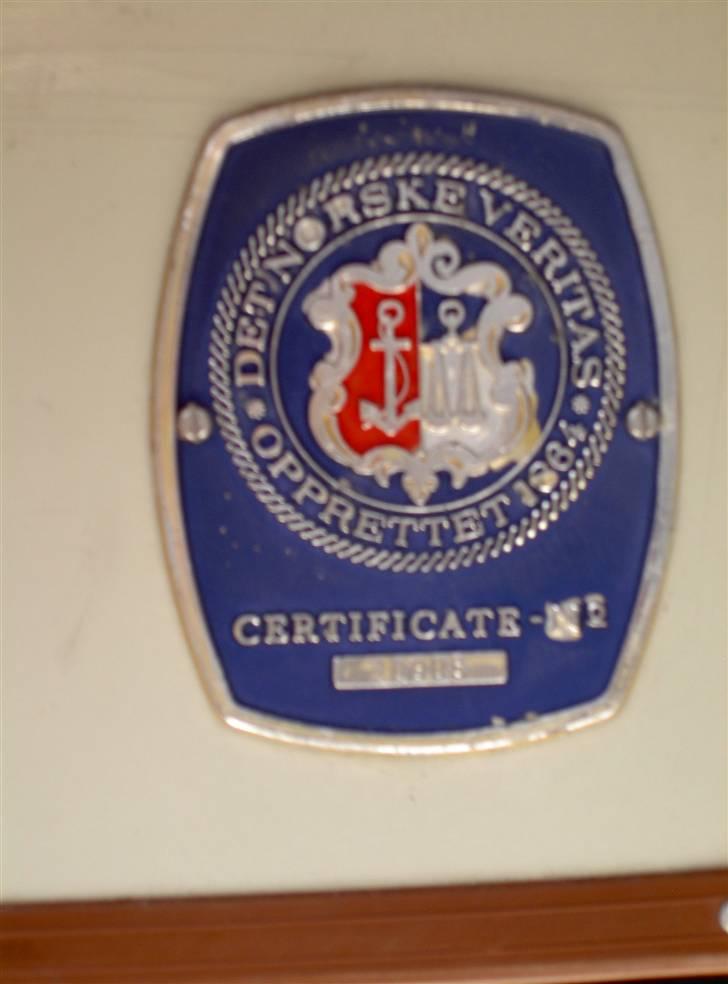 DET NORSKE VERITAS
* OPPRETTET 1864 *
CERTIFICATE - Nº